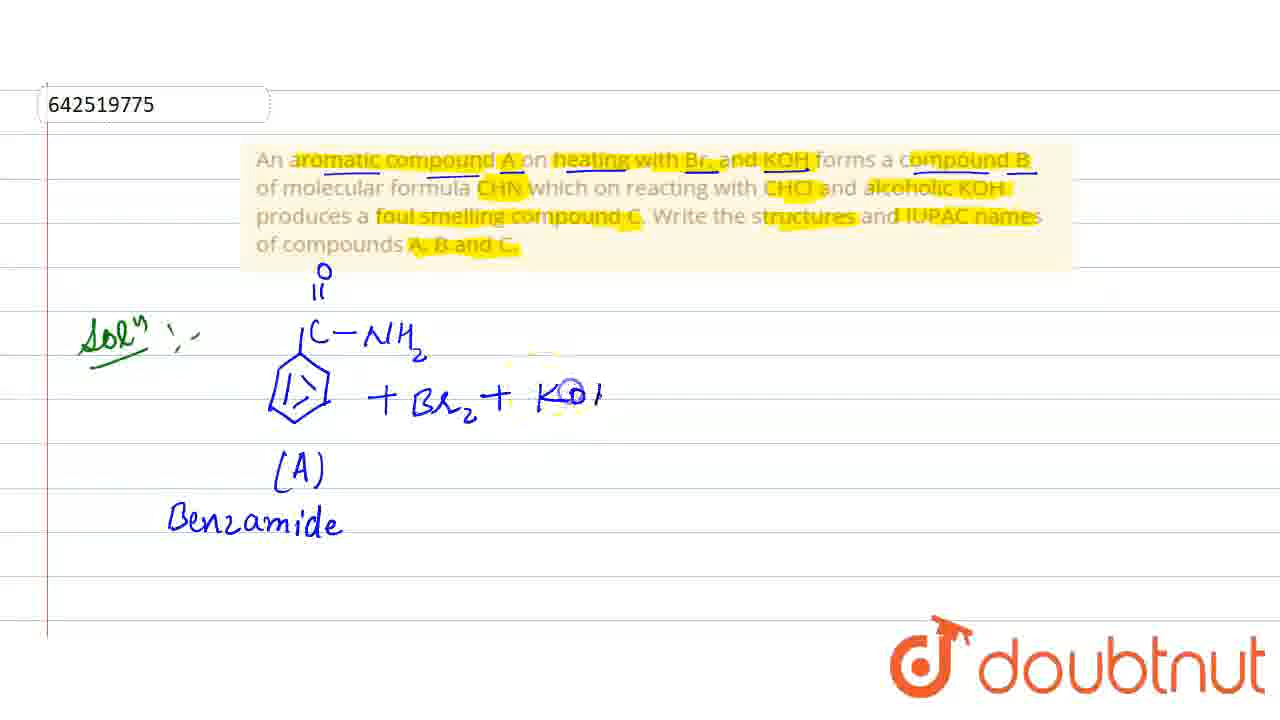 642519775
An aromatic compound A on heating with Br, and KOH forms a compound B
of molecular formula CHN which on reacting with CHCl and alcoholic KOH
produces a foul smelling compound C. Write the structures and IUPAC names
of compounds A, B and C.
O
Solⁿ :-
C - NH₂
+ Br₂ + KOH
(A)
Benzamide
doubtnut